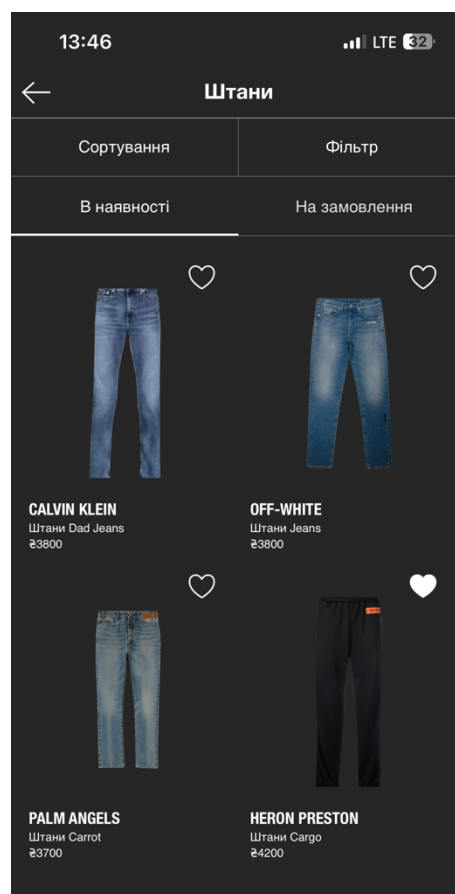 13:46
LTE 32
Штани
Сортування
Фільтр
В наявності
На замовлення
CALVIN KLEIN
Штани Dad Jeans
₴3800
OFF-WHITE
Штани Jeans
₴3800
PALM ANGELS
Штани Carrot
₴3700
HERON PRESTON
Штани Cargo
₴4200